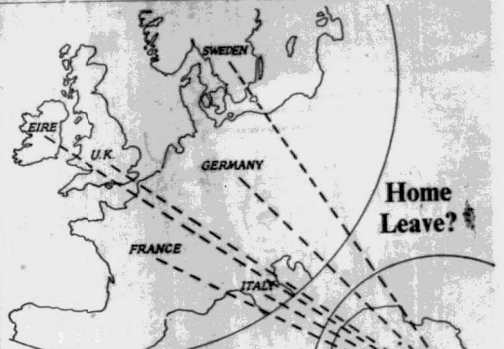 SWEDEN
EIRE
U.K.
GERMANY
Home
Leave?
FRANCE
ITALY